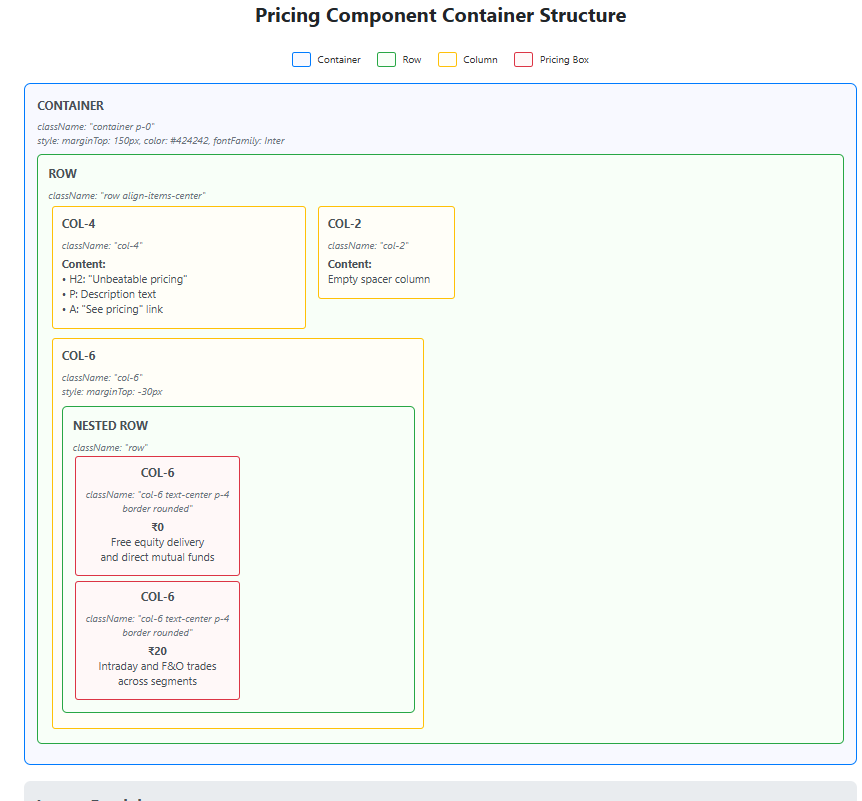 Pricing Component Container Structure
Container
Row
Column
Pricing Box
CONTAINER
className: "container p-0"
style: marginTop: 150px, color: #424242, fontFamily: Inter
ROW
className: "row align-items-center"
COL-4
className: "col-4"
Content:
• H2: "Unbeatable pricing"
• P: Description text
• A: "See pricing" link
COL-2
className: "col-2"
Content:
Empty spacer column
COL-6
className: "col-6"
style: marginTop: -30px
NESTED ROW
className: "row"
COL-6
className: "col-6 text-center p-4
border rounded"
₹0
Free equity delivery
and direct mutual funds
COL-6
className: "col-6 text-center p-4
border rounded"
₹20
Intraday and F&O trades
across segments